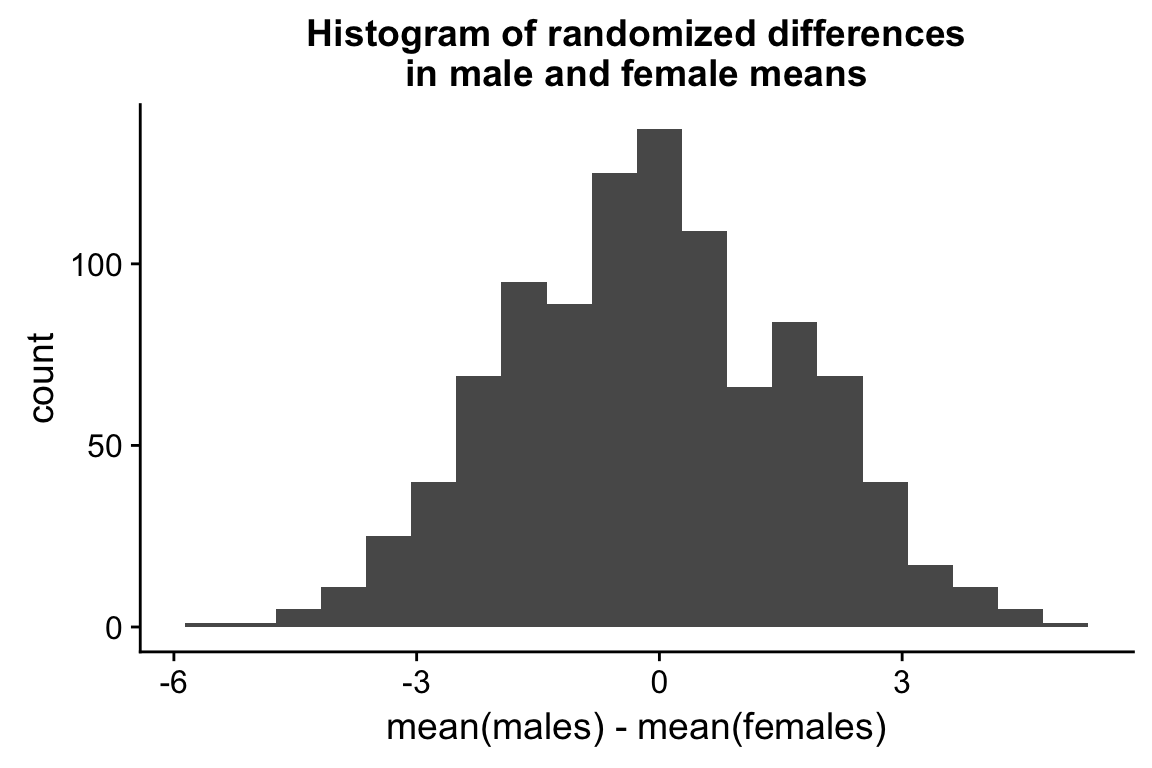 Histogram of randomized differences
in male and female means
100
50
0
count
-6 -3 0 3
mean(males) - mean(females)